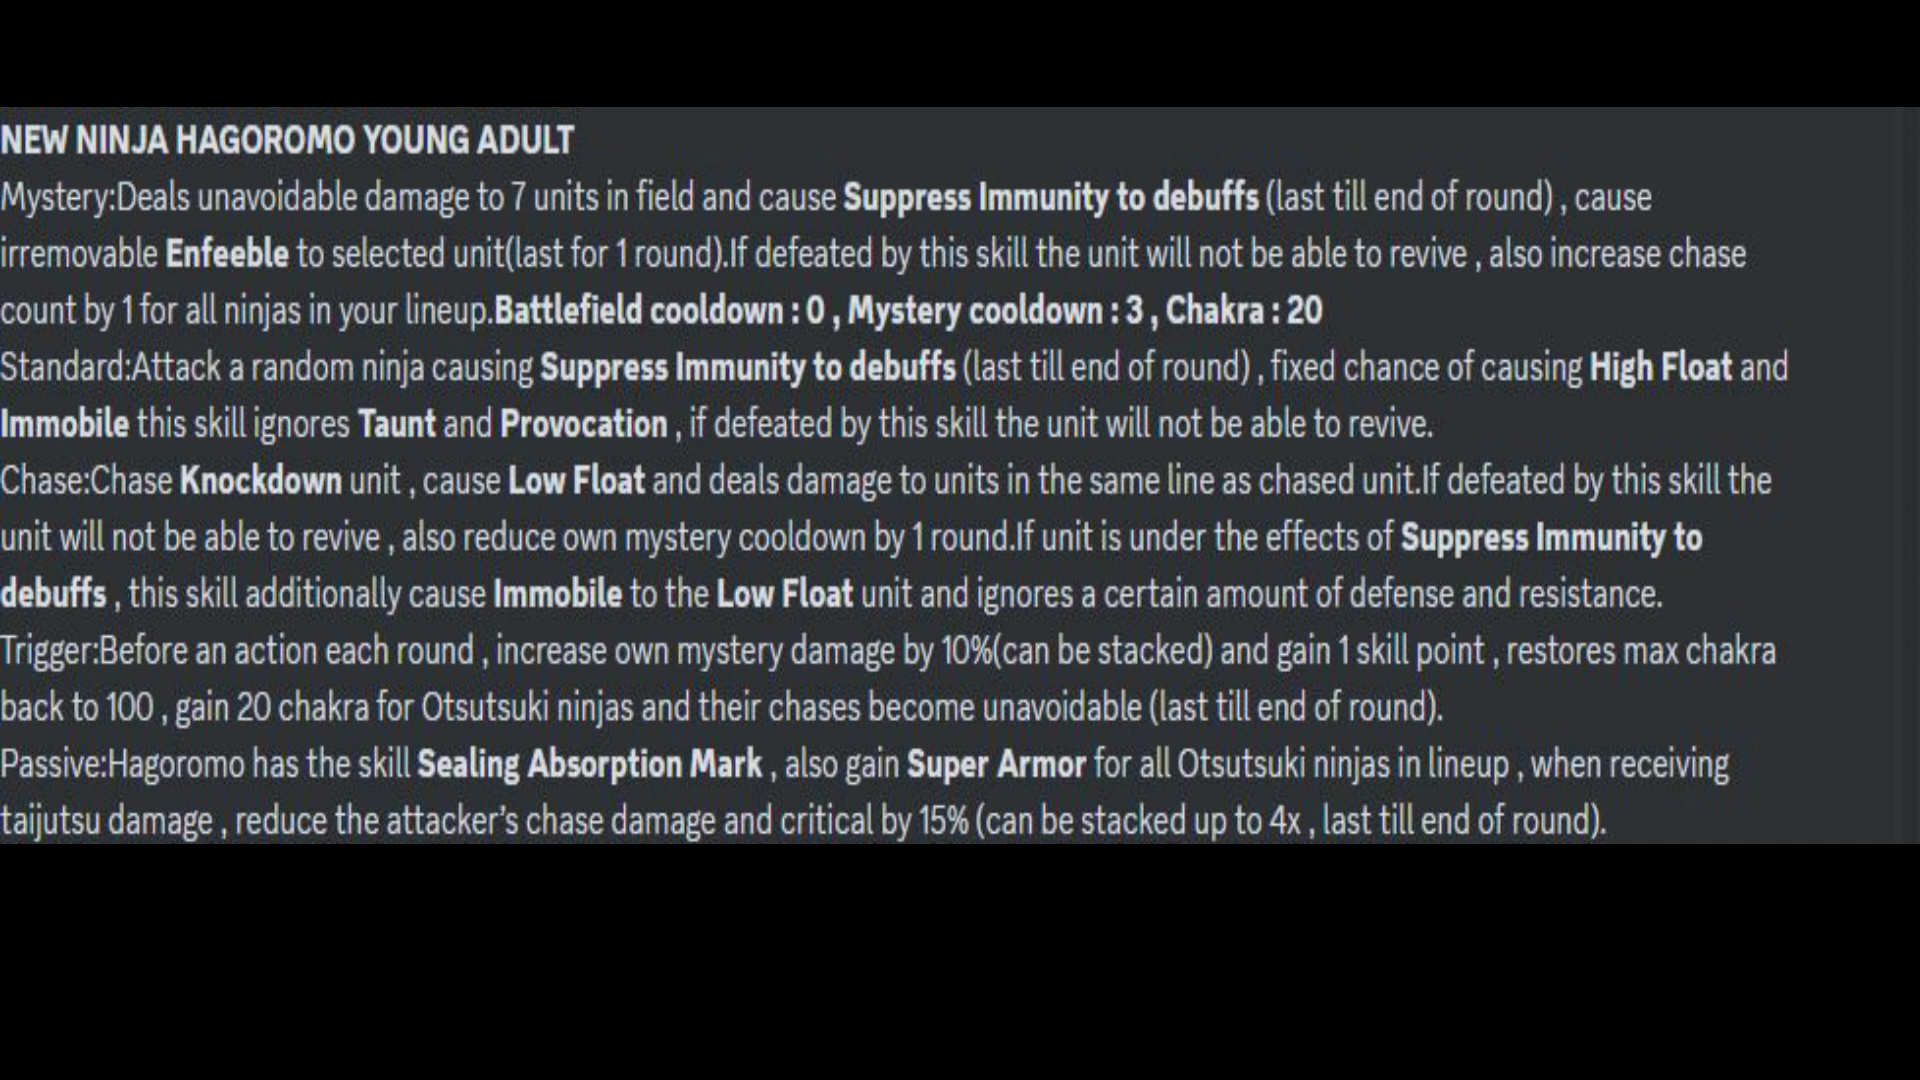 NEW NINJA HAGOROMO YOUNG ADULT
Mystery:Deals unavoidable damage to 7 units in field and cause Suppress Immunity to debuffs (last till end of round) , cause
irremovable Enfeeble to selected unit(last for 1 round).If defeated by this skill the unit will not be able to revive , also increase chase
count by 1 for all ninjas in your lineup.Battlefield cooldown : 0 , Mystery cooldown : 3 , Chakra : 20
Standard:Attack a random ninja causing Suppress Immunity to debuffs (last till end of round) , fixed chance of causing High Float and
Immobile this skill ignores Taunt and Provocation , if defeated by this skill the unit will not be able to revive.
Chase:Chase Knockdown unit , cause Low Float and deals damage to units in the same line as chased unit.If defeated by this skill the
unit will not be able to revive , also reduce own mystery cooldown by 1 round.If unit is under the effects of Suppress Immunity to
debuffs , this skill additionally cause Immobile to the Low Float unit and ignores a certain amount of defense and resistance.
Trigger:Before an action each round , increase own mystery damage by 10%(can be stacked) and gain 1 skill point , restores max chakra
back to 100 , gain 20 chakra for Otsutsuki ninjas and their chases become unavoidable (last till end of round).
Passive:Hagoromo has the skill Sealing Absorption Mark , also gain Super Armor for all Otsutsuki ninjas in lineup , when receiving
taijutsu damage , reduce the attacker’s chase damage and critical by 15% (can be stacked up to 4x , last till end of round).